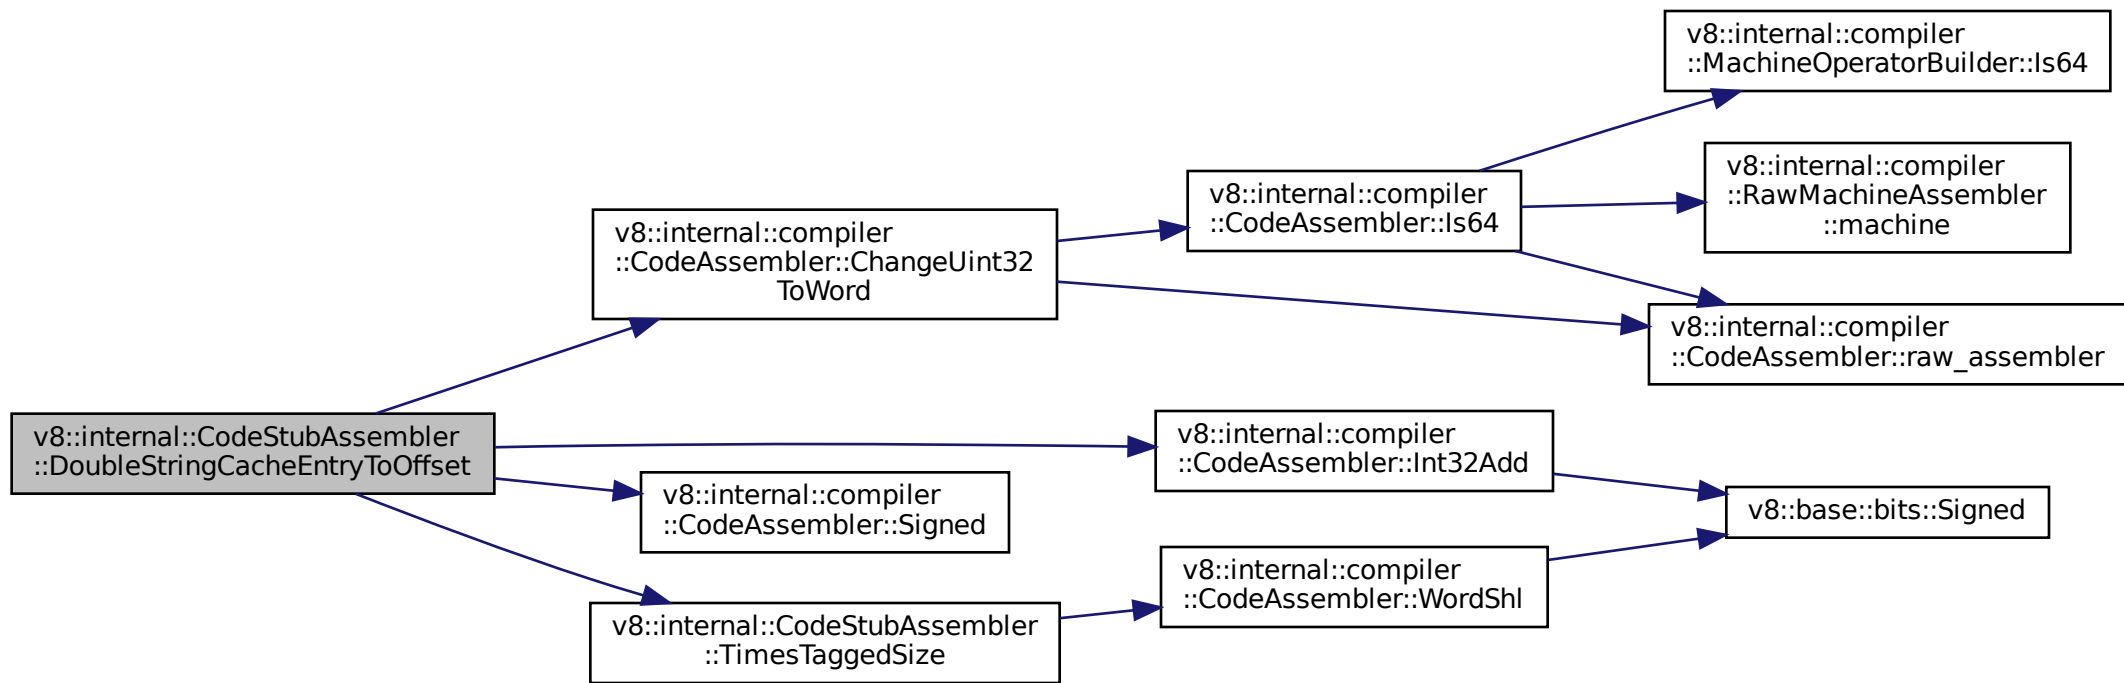 v8::internal::compiler
::MachineOperatorBuilder::Is64
v8::internal::compiler
::RawMachineAssembler
::machine
v8::internal::compiler
::CodeAssembler::Is64
v8::internal::compiler
::CodeAssembler::ChangeUint32
ToWord
v8::internal::compiler
::CodeAssembler::raw_assembler
v8::internal::CodeStubAssembler
::DoubleStringCacheEntryToOffset
v8::internal::compiler
::CodeAssembler::Int32Add
v8::internal::compiler
::CodeAssembler::Signed
v8::base::bits::Signed
v8::internal::compiler
::CodeAssembler::WordShl
v8::internal::CodeStubAssembler
::TimesTaggedSize